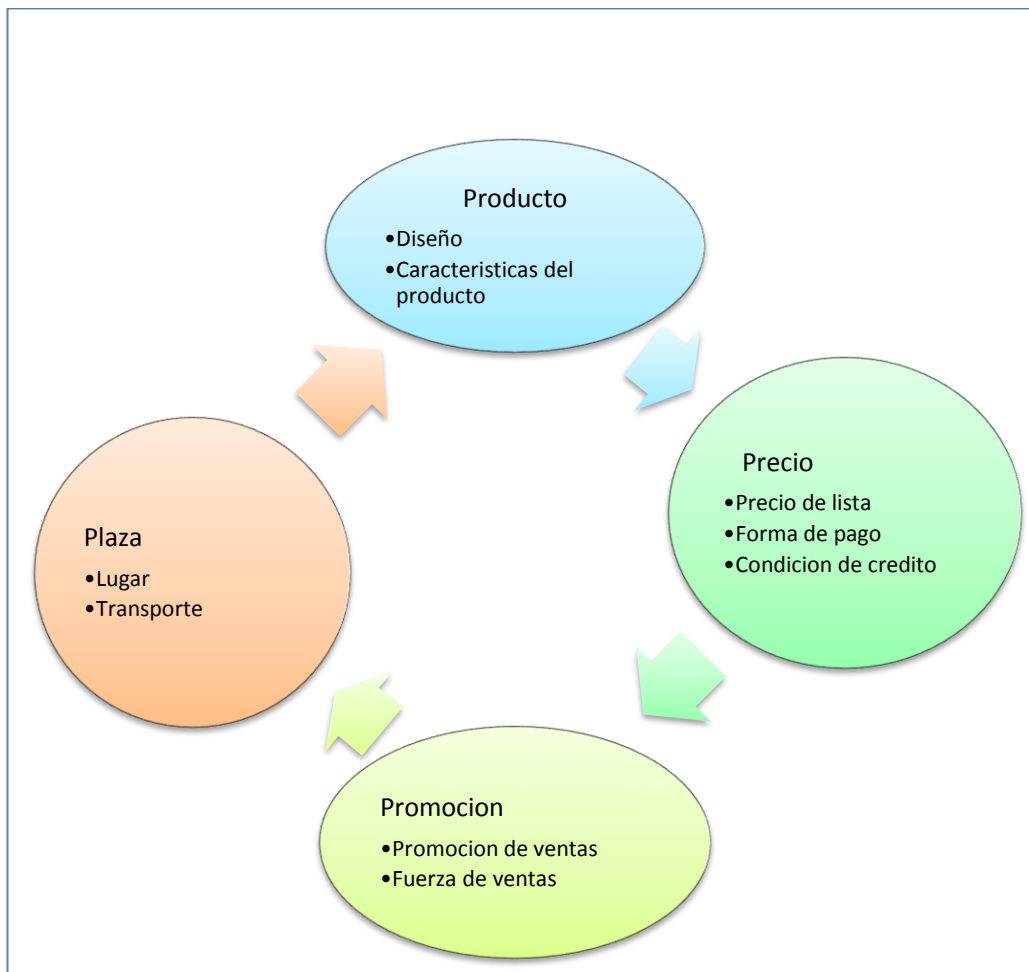 Producto
•Diseño
•Caracteristicas del
producto
Precio
•Precio de lista
•Forma de pago
•Condicion de credito
Promocion
•Promocion de ventas
•Fuerza de ventas
Plaza
•Lugar
•Transporte